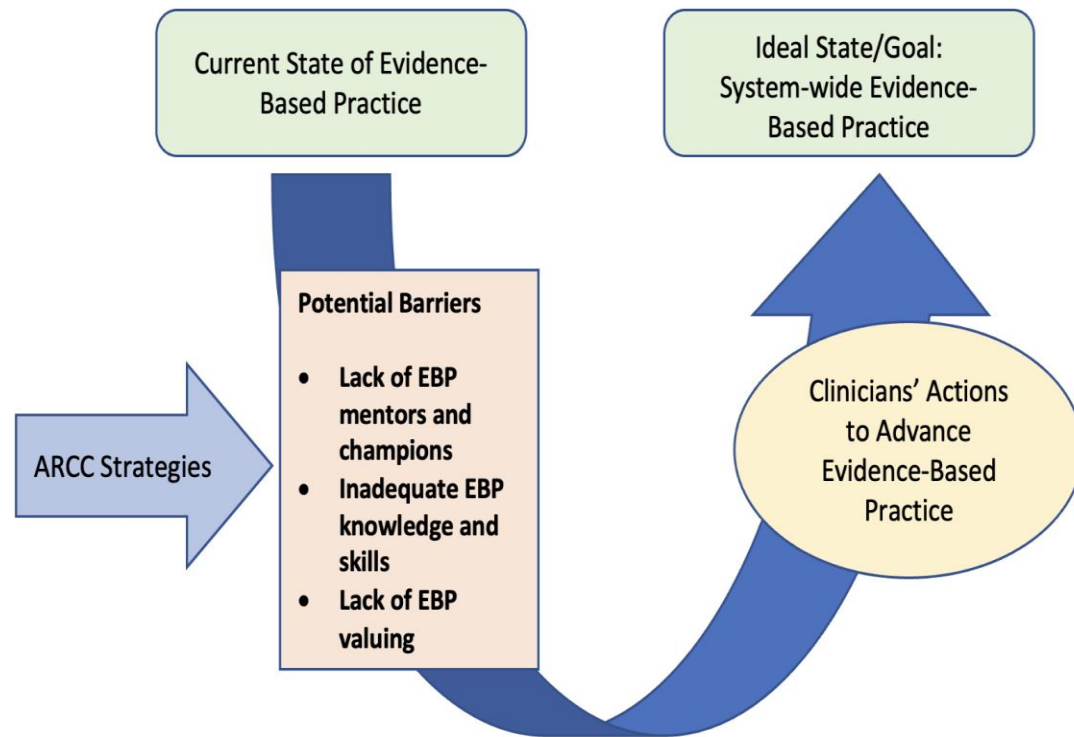 Current State of Evidence-
Based Practice
Ideal State/Goal:
System-wide Evidence-
Based Practice
ARCC Strategies
Potential Barriers
• Lack of EBP
mentors and
champions
• Inadequate EBP
knowledge and
skills
• Lack of EBP
valuing
Clinicians’ Actions
to Advance
Evidence-Based
Practice